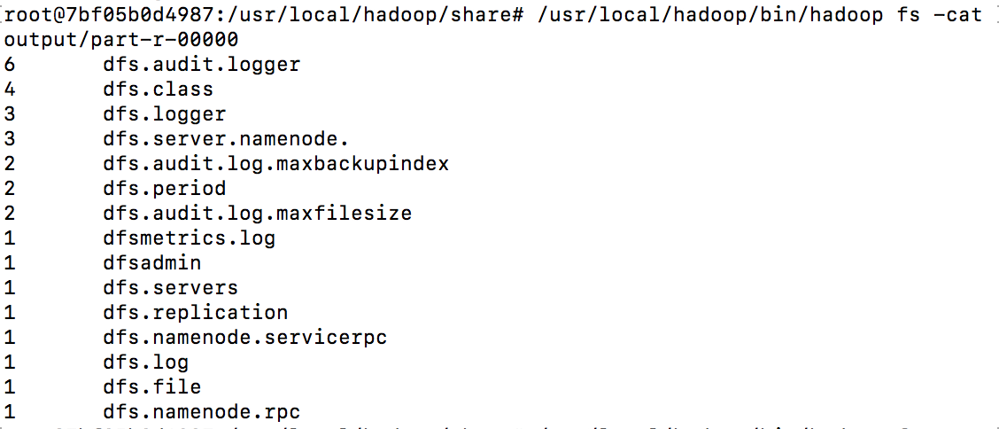 [root@7bf05b0d4987:/usr/local/hadoop/share# /usr/local/hadoop/bin/hadoop fs -cat ]
output/part-r-00000
6 dfs.audit.logger
4 dfs.class
3 dfs.logger
3 dfs.server.namenode.
2 dfs.audit.log.maxbackupindex
2 dfs.period
2 dfs.audit.log.maxfilesize
1 dfsmetrics.log
1 dfsadmin
1 dfs.servers
1 dfs.replication
1 dfs.namenode.servicerpc
1 dfs.log
1 dfs.file
1 dfs.namenode.rpc